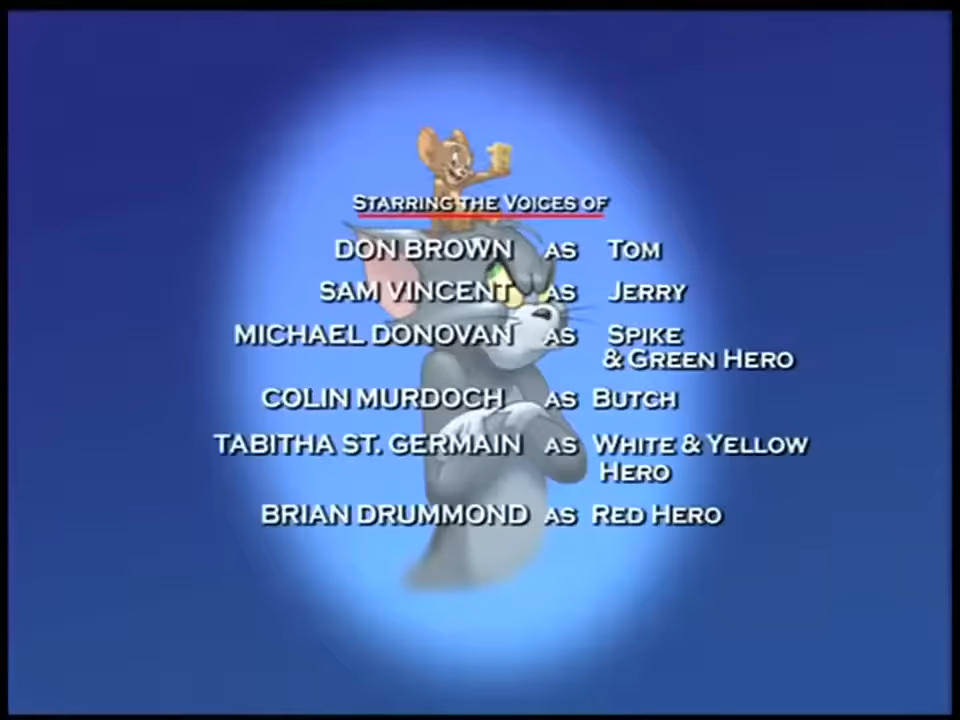 STARRING THE VOICES OF
DON BROWN AS TOM
SAM VINCENT AS JERRY
MICHAEL DONOVAN AS SPIKE
& GREEN HERO
COLIN MURDOCH AS BUTCH
TABITHA ST. GERMAIN AS WHITE & YELLOW
HERO
BRIAN DRUMMOND AS RED HERO